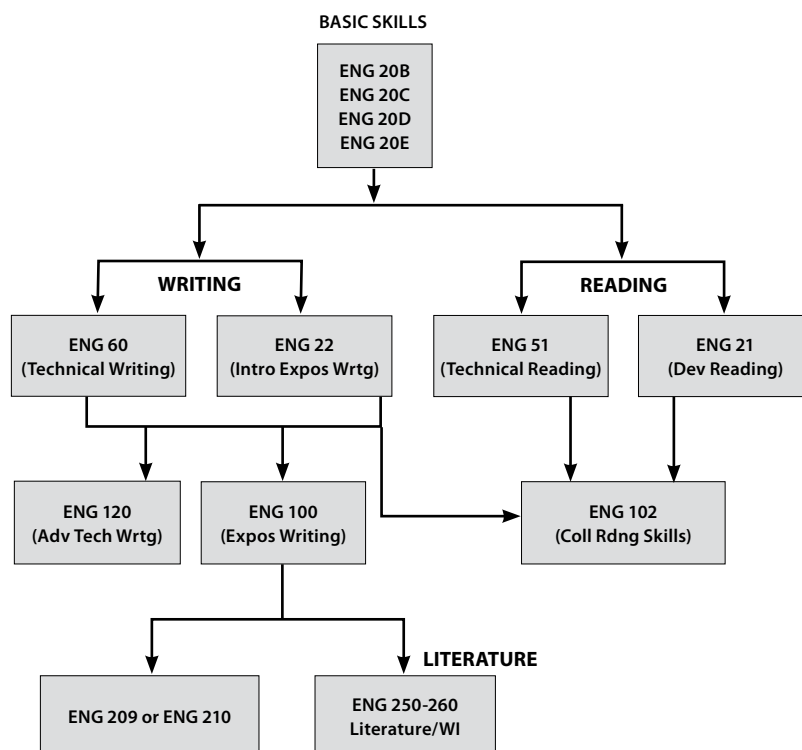 BASIC SKILLS
ENG 20B
ENG 20C
ENG 20D
ENG 20E
WRITING
READING
ENG 60
(Technical Writing)
ENG 22
(Intro Expos Wrtg)
ENG 51
(Technical Reading)
ENG 21
(Dev Reading)
ENG 120
(Adv Tech Wrtg)
ENG 100
(Expos Writing)
ENG 102
(Coll Rdng Skills)
LITERATURE
ENG 209 or ENG 210
ENG 250-260
Literature/WI